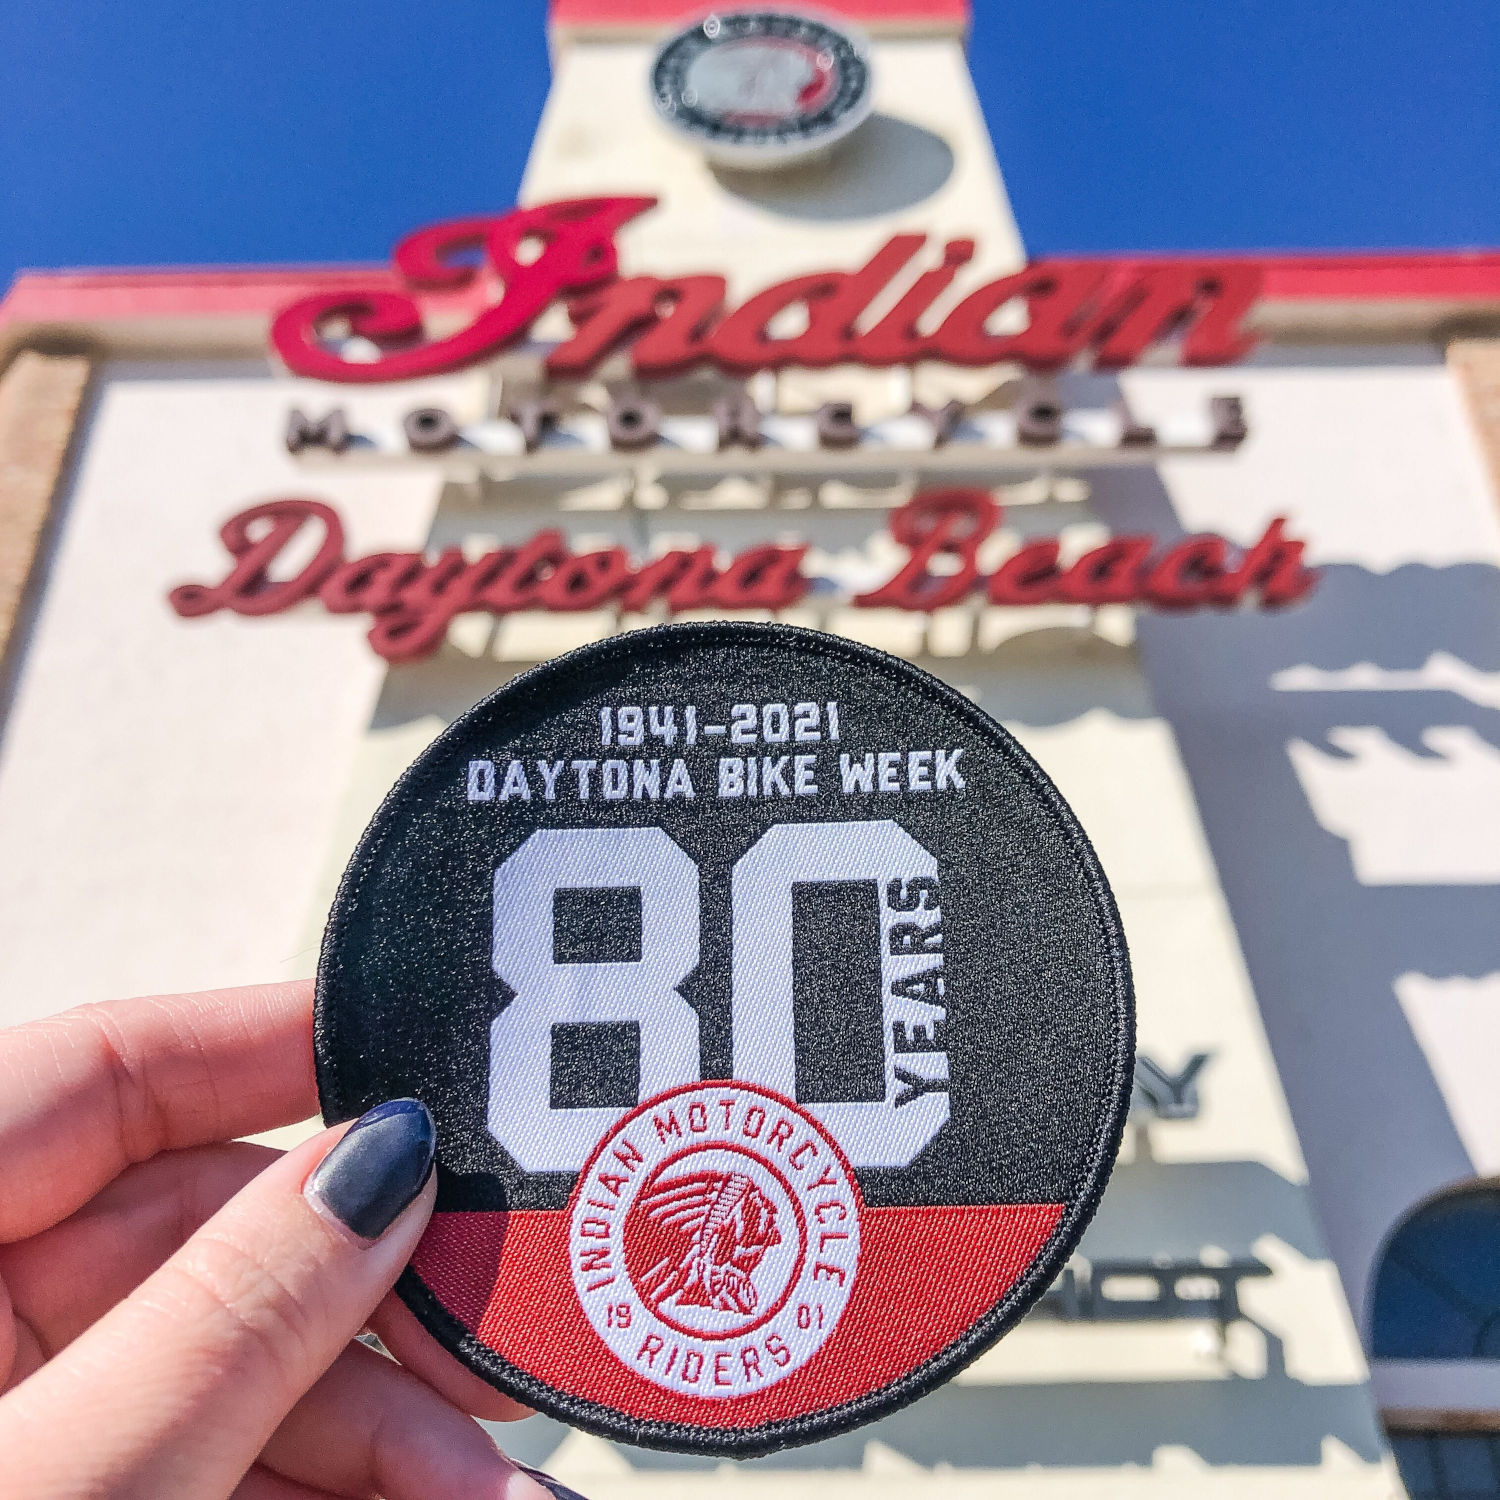 Indian
MOTORCYCLE
Daytona Beach
1941-2021
DAYTONA BIKE WEEK
80
YEARS
INDIAN MOTORCYCLE
19 01
RIDERS